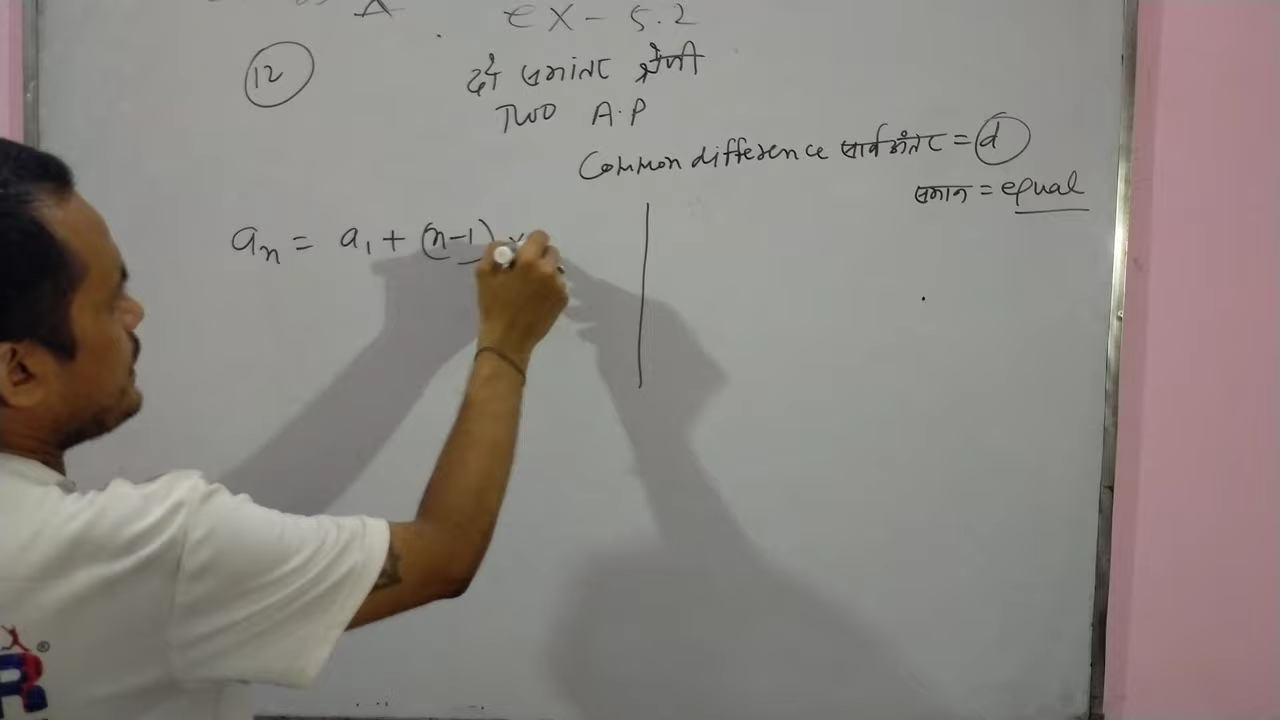 ex - 5.2
12
दो समांतर श्रेणी
Two A.P
Common difference सार्वअंतर = d
समान = equal
aₙ = a₁ + (n-1) ×
R ®